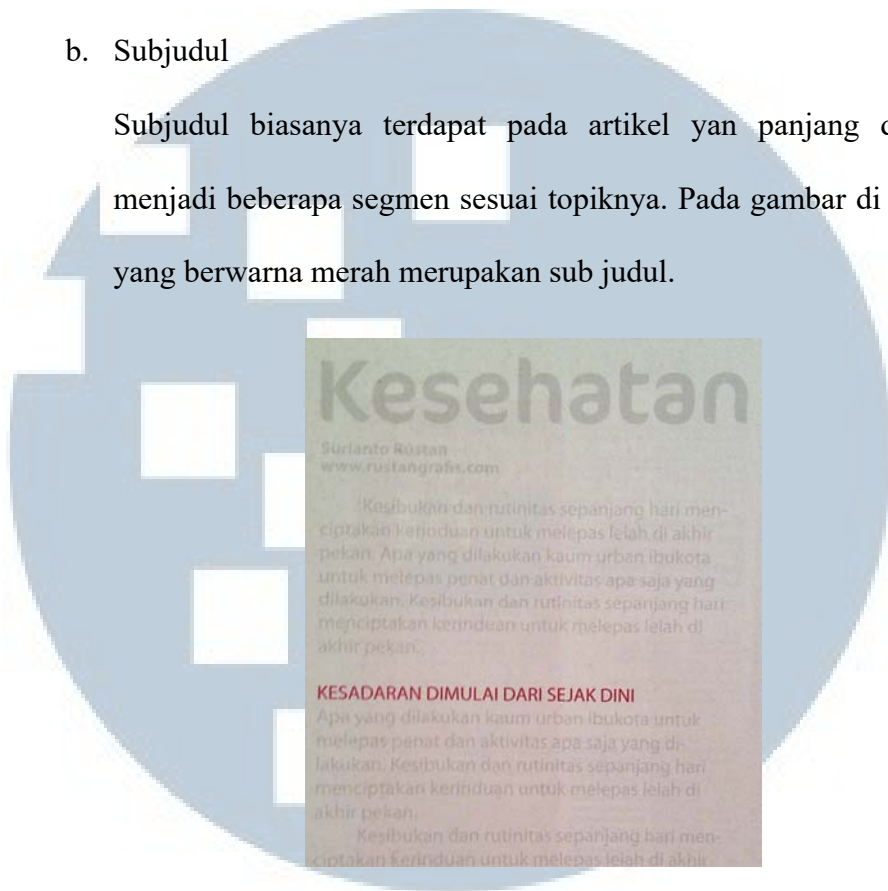 b. Subjudul
Subjudul biasanya terdapat pada artikel yan panjang
menjadi beberapa segmen sesuai topiknya. Pada gambar di
yang berwarna merah merupakan sub judul.
Kesehatan
Surianto Rustan
www.rustangrafis.com
Kesibukan dan rutinitas sepanjang hari men-
ciptakan kerinduan untuk melepas lelah di akhir
pekan. Apa yang dilakukan kaum urban ibukota
untuk melepas penat dan aktivitas apa saja yang
dilakukan. Kesibukan dan rutinitas sepanjang hari
menciptakan kerinduan untuk melepas lelah di
akhir pekan.
KESADARAN DIMULAI DARI SEJAK DINI
Apa yang dilakukan kaum urban ibukota untuk
melepas penat dan aktivitas apa saja yang di-
lakukan. Kesibukan dan rutinitas sepanjang hari
menciptakan kerinduan untuk melepas lelah di
akhir pekan.
Kesibukan dan rutinitas sepanjang hari men-
ciptakan kerinduan untuk melepas lelah di akhir